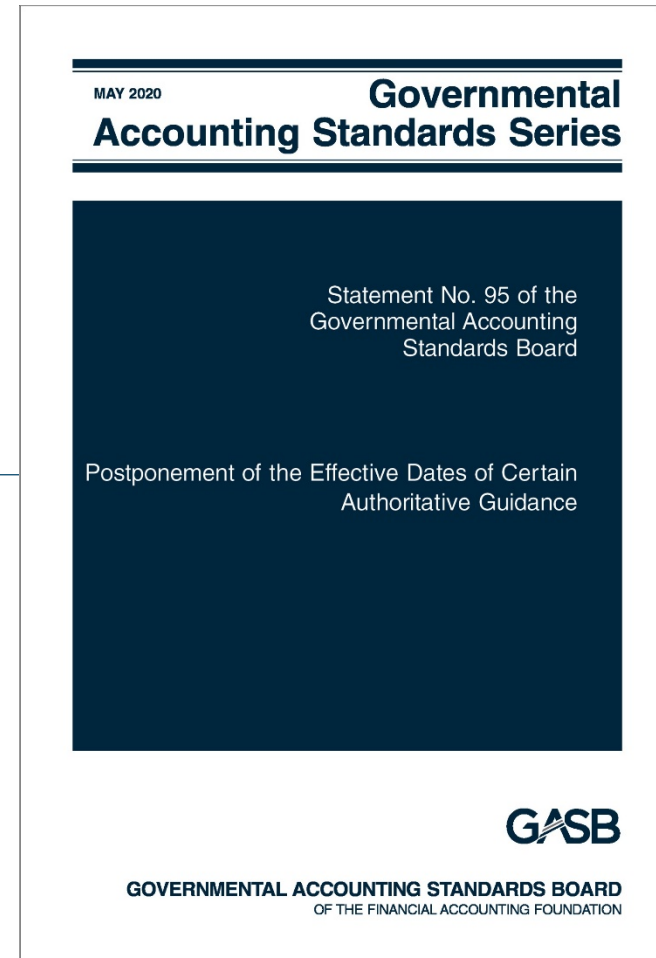 MAY 2020
Governmental
Accounting Standards Series
Statement No. 95 of the
Governmental Accounting
Standards Board
Postponement of the Effective Dates of Certain
Authoritative Guidance
GASB
GOVERNMENTAL ACCOUNTING STANDARDS BOARD
OF THE FINANCIAL ACCOUNTING FOUNDATION